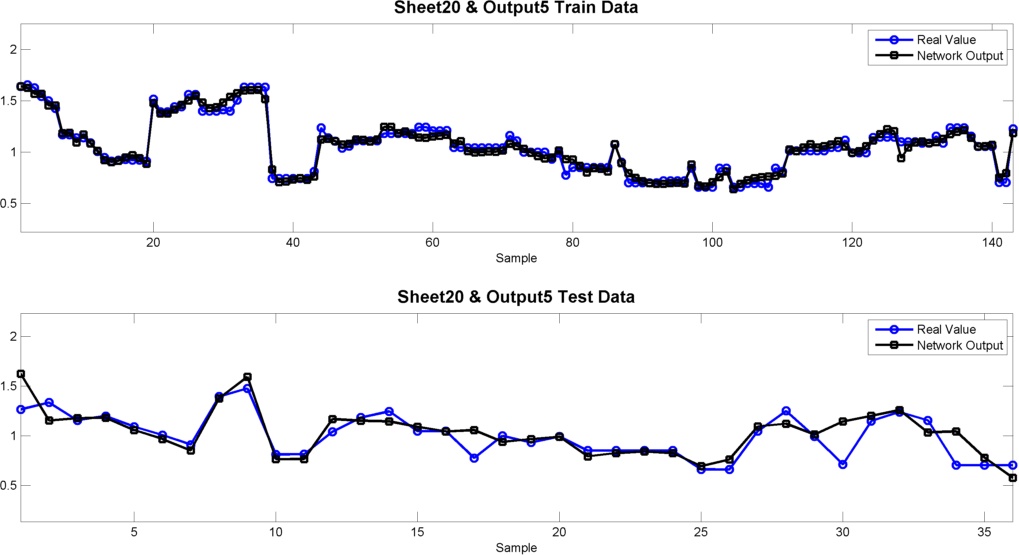 Sheet20 & Output5 Train Data
Real Value
Network Output
2
1.5
1
0.5
20 40 60 80 100 120 140
Sample
Sheet20 & Output5 Test Data
Real Value
Network Output
2
1.5
1
0.5
5 10 15 20 25 30 35
Sample